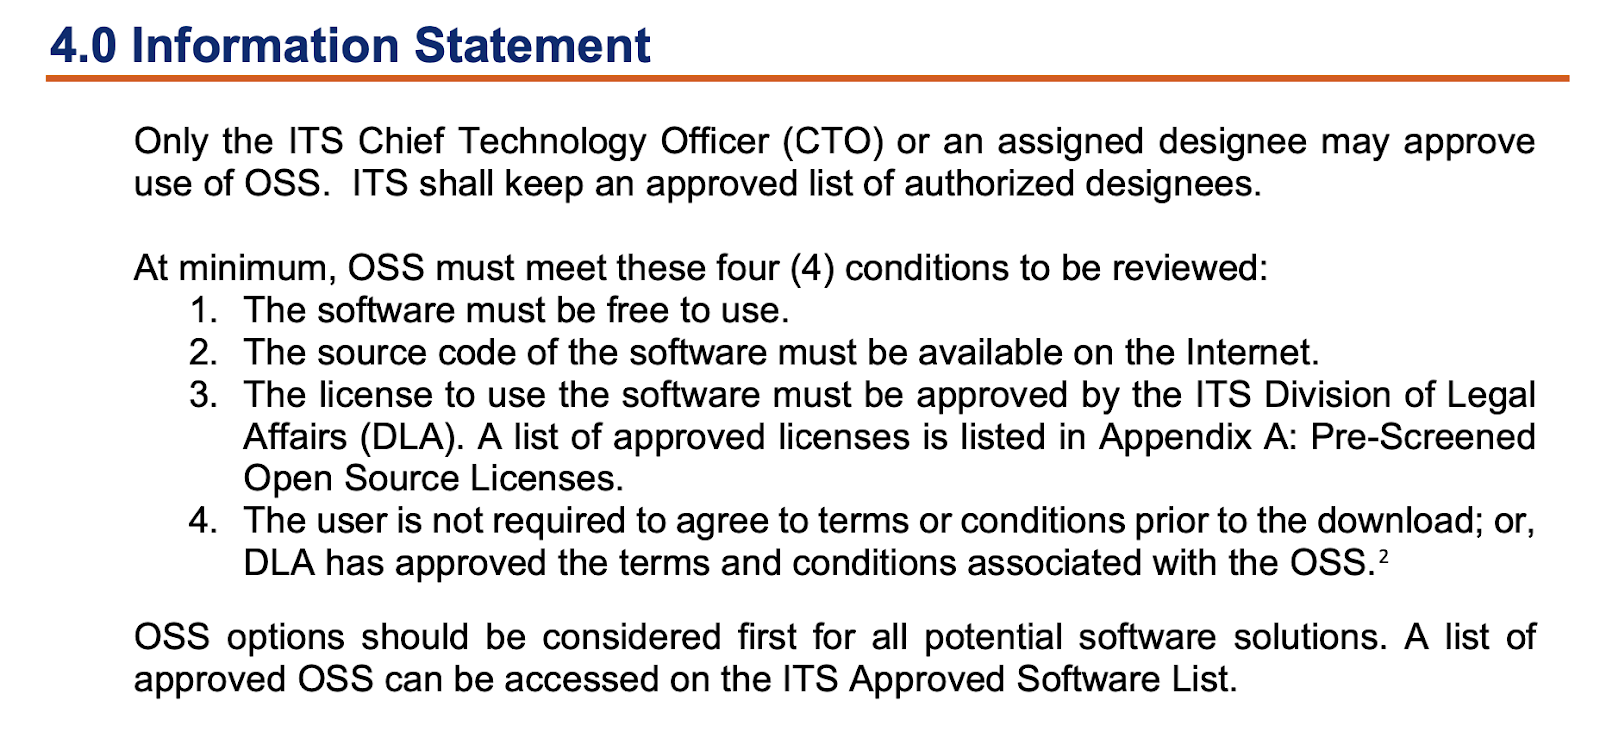 4.0 Information Statement
Only the ITS Chief Technology Officer (CTO) or an assigned designee may approve
use of OSS.  ITS shall keep an approved list of authorized designees.
At minimum, OSS must meet these four (4) conditions to be reviewed:
1. The software must be free to use.
2. The source code of the software must be available on the Internet.
3. The license to use the software must be approved by the ITS Division of Legal
Affairs (DLA). A list of approved licenses is listed in Appendix A: Pre-Screened
Open Source Licenses.
4. The user is not required to agree to terms or conditions prior to the download; or,
DLA has approved the terms and conditions associated with the OSS.²
OSS options should be considered first for all potential software solutions. A list of
approved OSS can be accessed on the ITS Approved Software List.